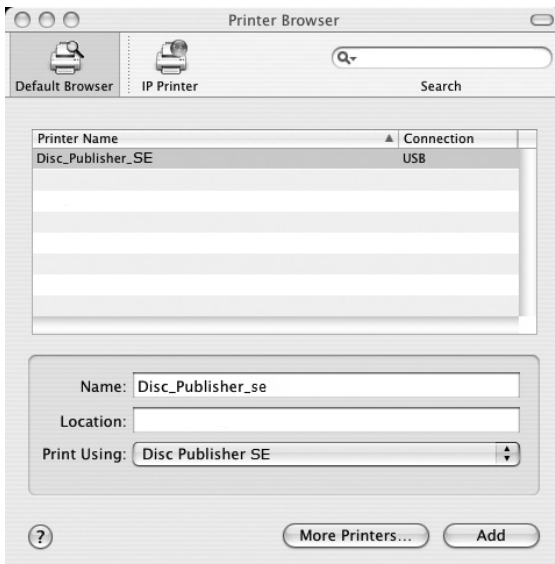 Printer Browser
Default Browser IP Printer Search
Printer Name Connection
Disc_Publisher_SE USB
Name: Disc_Publisher_se
Location:
Print Using: Disc Publisher SE
? More Printers... Add